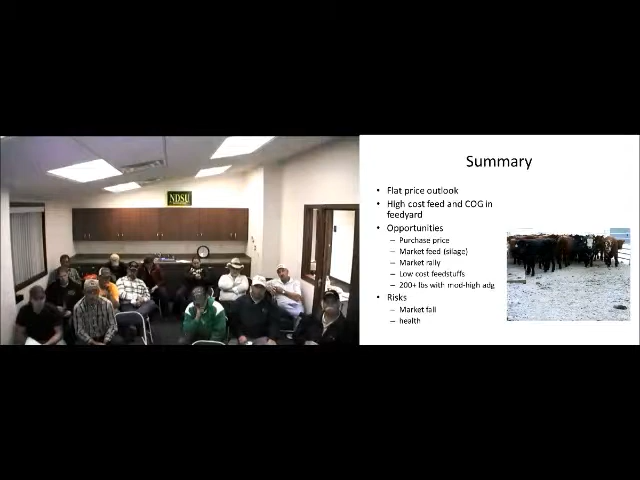 NDSU
Summary
• Flat price outlook
• High cost feed and COG in
feedyard
• Opportunities
– Purchase price
– Market feed (silage)
– Market rally
– Low cost feedstuffs
– 200+ lbs with mod-high adg
• Risks
– Market fall
– health